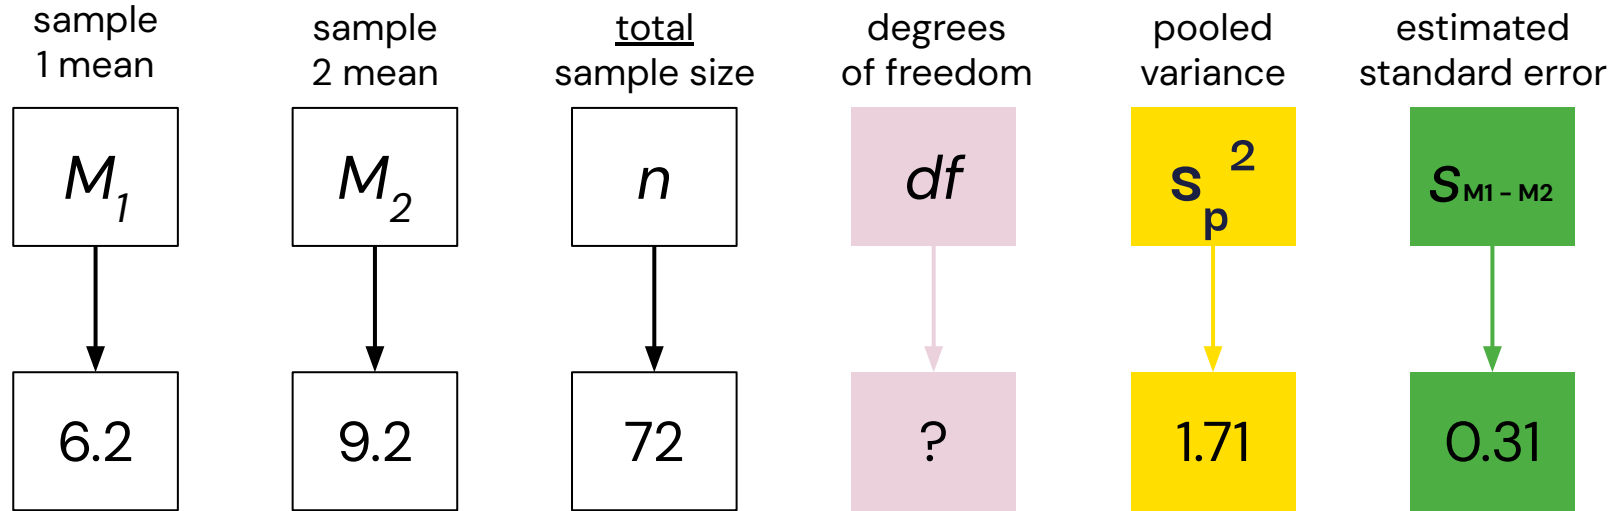 sample
1 mean
sample
2 mean
total
sample size
degrees
of freedom
pooled
variance
estimated
standard error
M1
M2
n
df
sp2
sM1 - M2
6.2
9.2
72
?
1.71
0.31